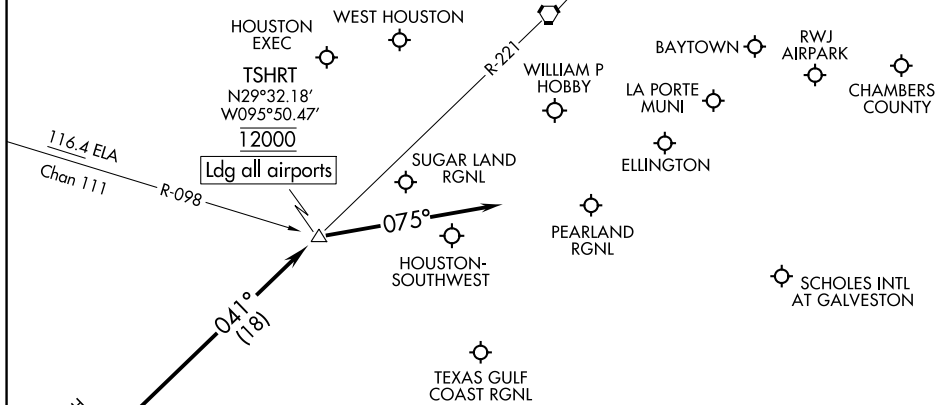 WEST HOUSTON
HOUSTON
EXEC
TSHRT
N29°32.18'
W095°50.47'
12000
Ldg all airports
116.4 ELA
Chan 111
R-098
R-221
WILLIAM P
HOBBY
BAYTOWN
RWJ
AIRPARK
LA PORTE
MUNI
CHAMBERS
COUNTY
ELLINGTON
SUGAR LAND
RGNL
075°
PEARLAND
RGNL
HOUSTON-
SOUTHWEST
SCHOLES INTL
AT GALVESTON
041°
(18)
TEXAS GULF
COAST RGNL